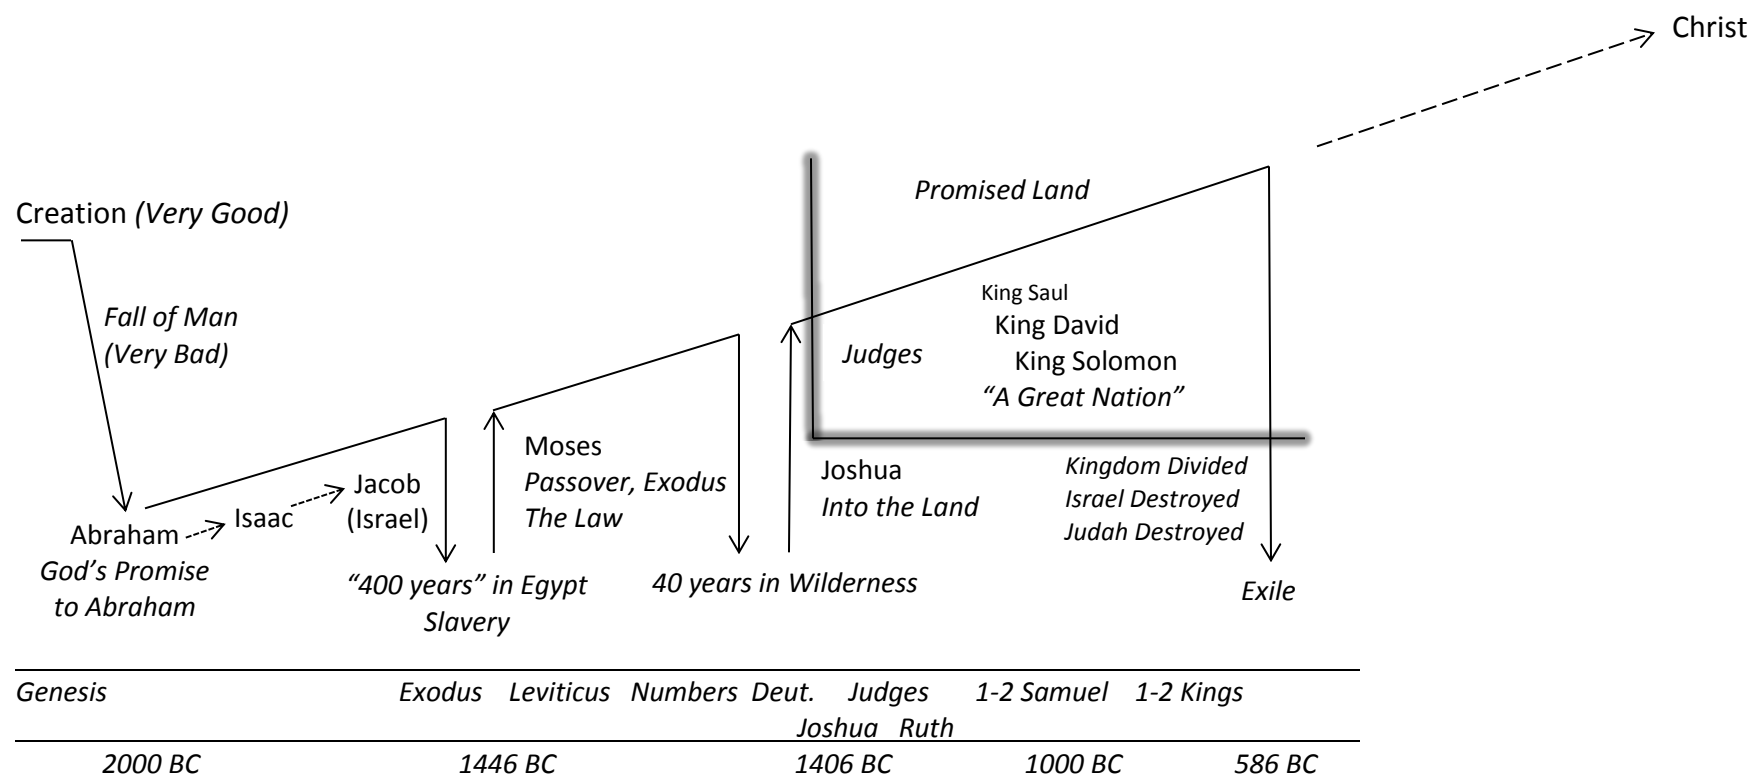 Christ
Promised Land
Creation (Very Good)
Fall of Man
(Very Bad)
King Saul
King David
King Solomon
“A Great Nation”
Judges
Moses
Passover, Exodus
The Law
Joshua
Into the Land
Kingdom Divided
Israel Destroyed
Judah Destroyed
Abraham
God’s Promise
to Abraham
Isaac
Jacob
(Israel)
“400 years” in Egypt
Slavery
40 years in Wilderness
Exile
Genesis Exodus Leviticus Numbers Deut. Judges 1-2 Samuel 1-2 Kings
Joshua Ruth
2000 BC 1446 BC 1406 BC 1000 BC 586 BC